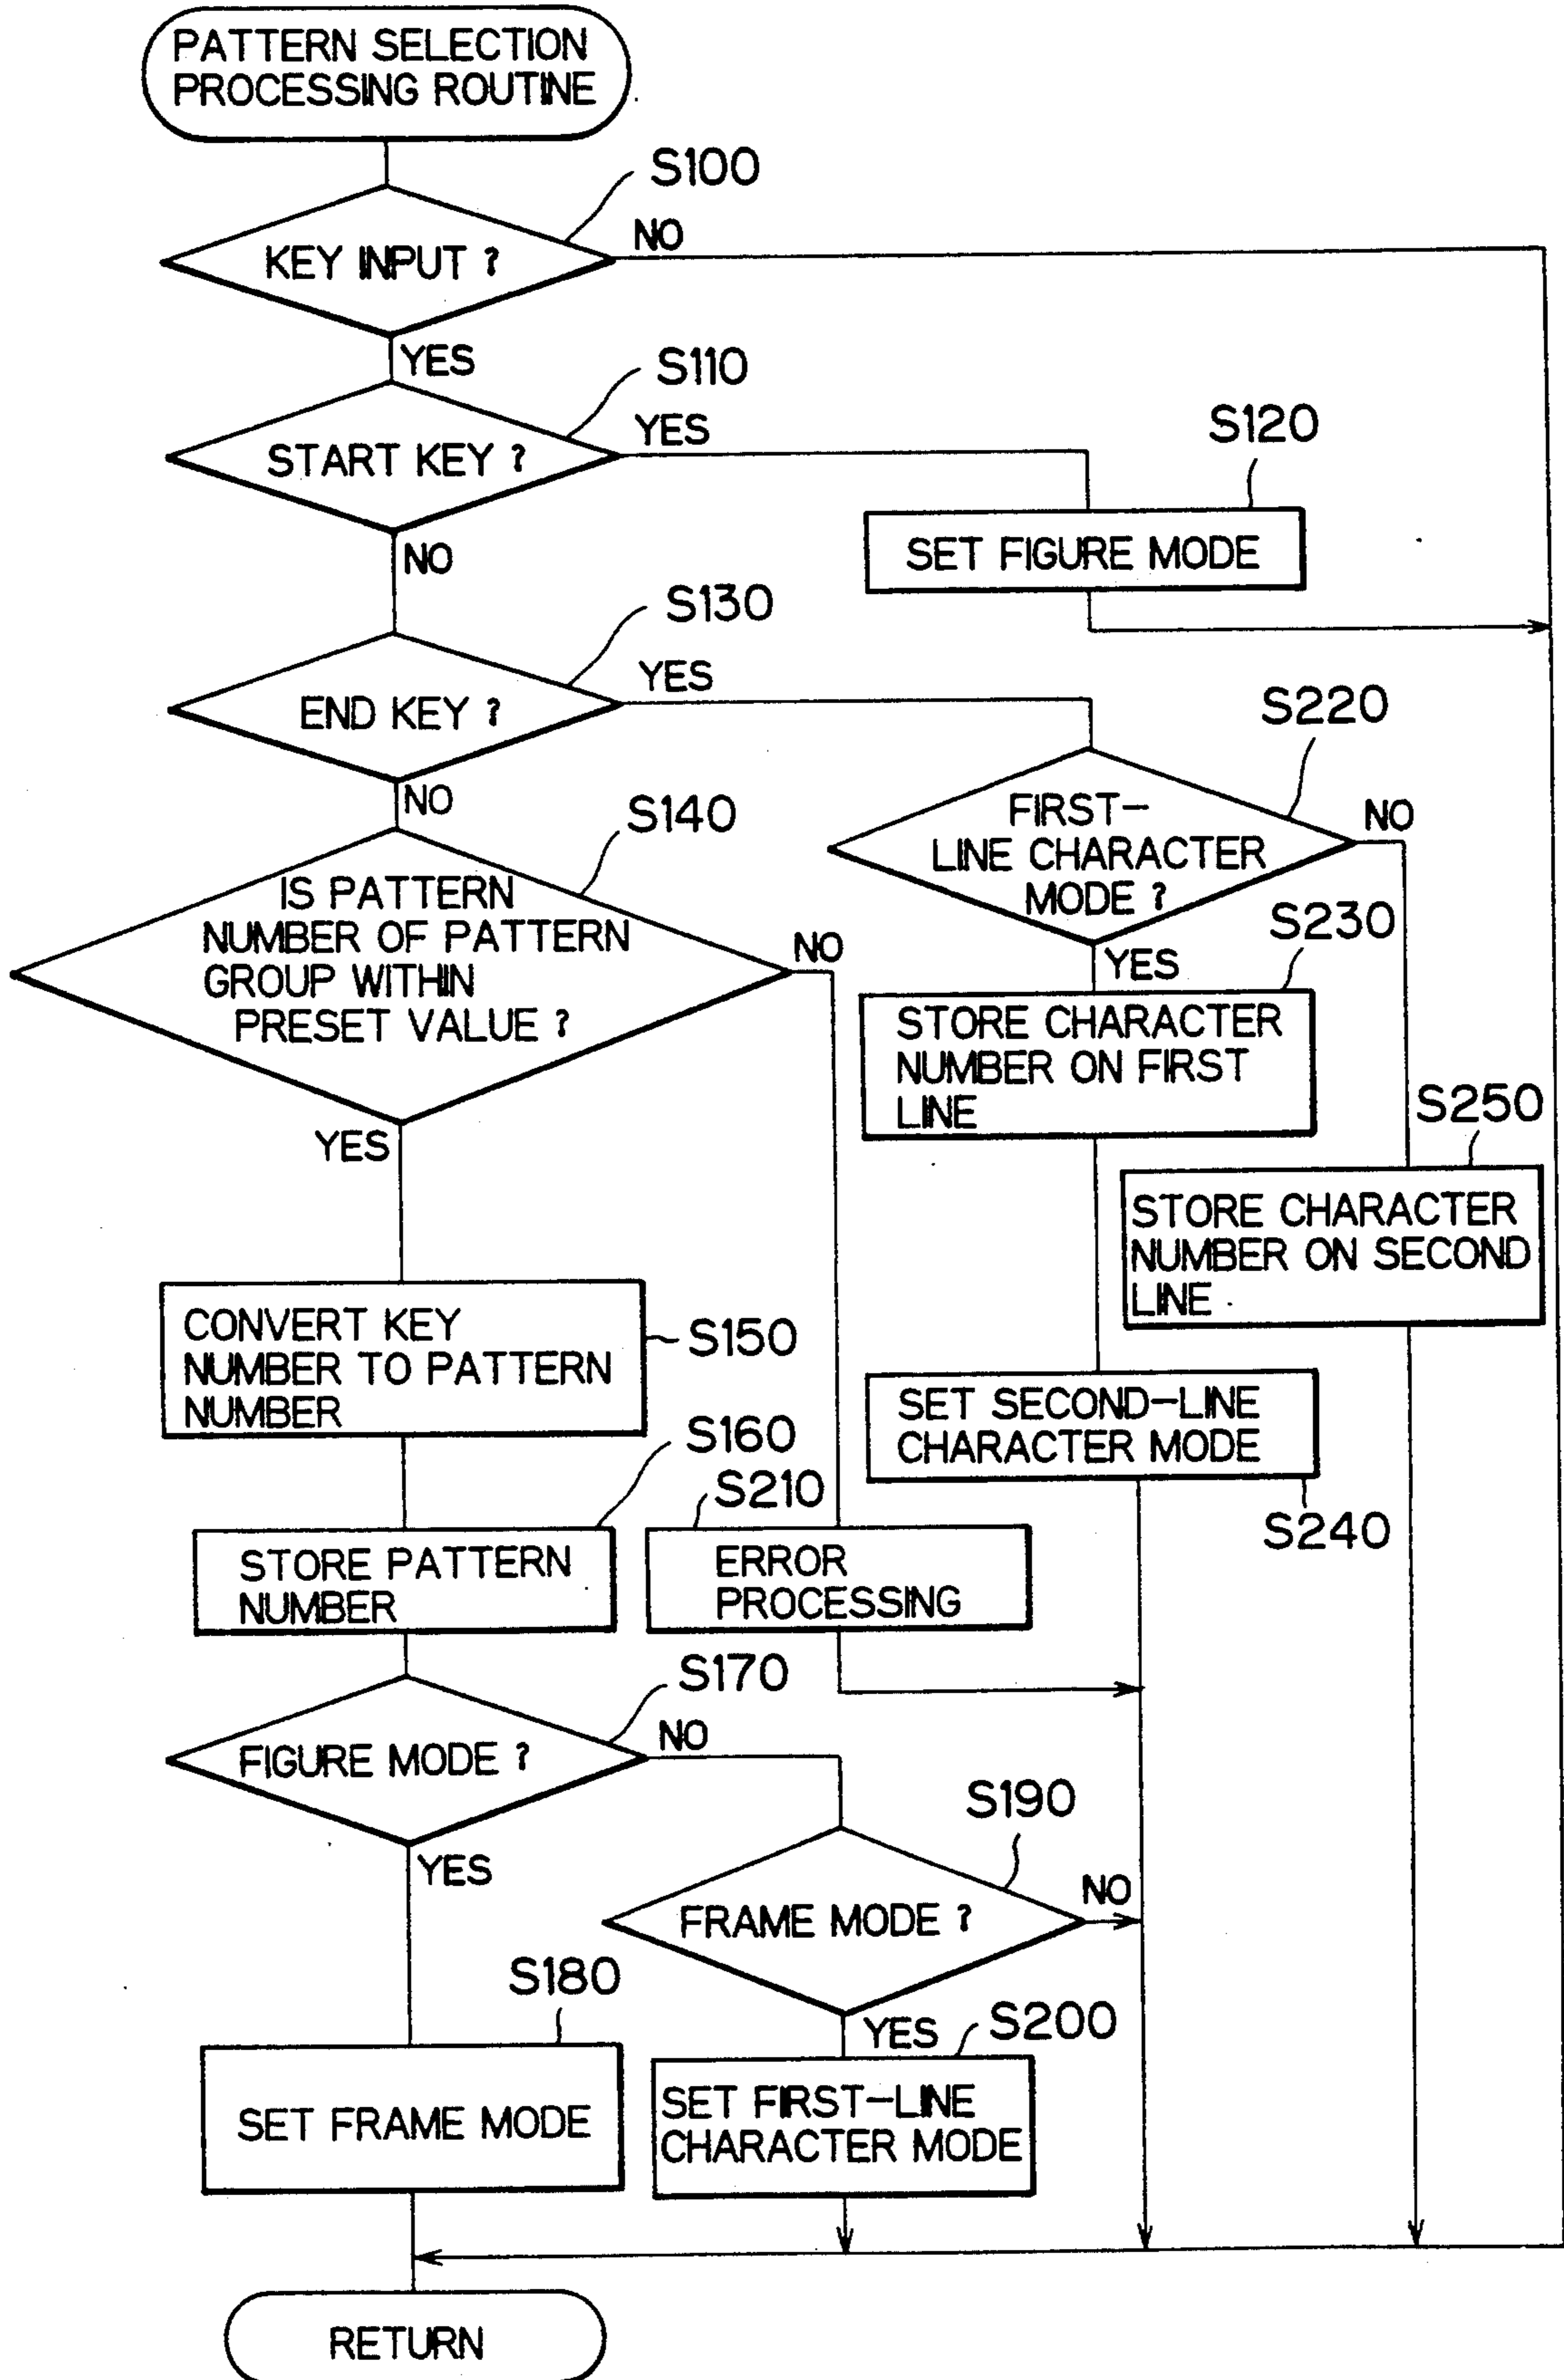 PATTERN SELECTION
PROCESSING ROUTINE
S100
KEY INPUT ?
NO
YES
S110
START KEY ?
YES
NO
S120
SET FIGURE MODE
S130
END KEY ?
YES
NO
S220
FIRST-
LINE CHARACTER
MODE ?
NO
YES
S140
IS PATTERN
NUMBER OF PATTERN
GROUP WITHIN
PRESET VALUE ?
NO
YES
S230
STORE CHARACTER
NUMBER ON FIRST
LINE
S250
STORE CHARACTER
NUMBER ON SECOND
LINE
CONVERT KEY
NUMBER TO PATTERN
NUMBER
S150
SET SECOND-LINE
CHARACTER MODE
S240
S160
STORE PATTERN
NUMBER
S210
ERROR
PROCESSING
S170
FIGURE MODE ?
NO
YES
S190
FRAME MODE ?
NO
YES
S180
SET FRAME MODE
S200
SET FIRST-LINE
CHARACTER MODE
RETURN